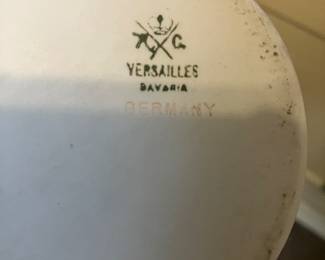 R. C.
VERSAILLES
BAVARIA
GERMANY